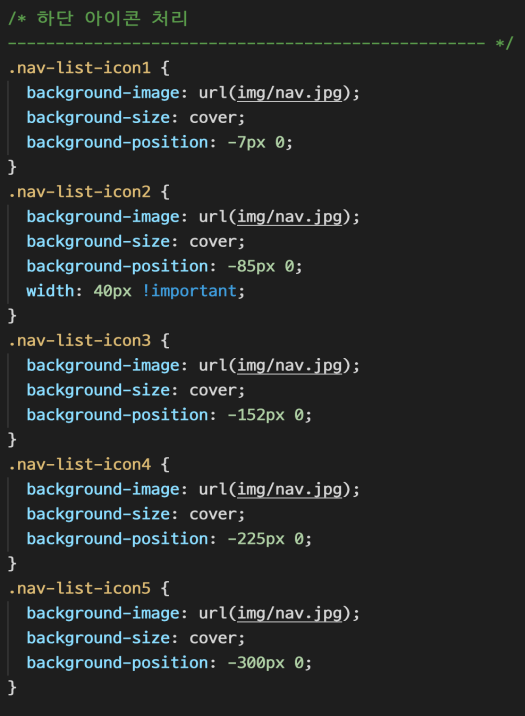 /* 하단 아이콘 처리
-------------------------------------------------- */
.nav-list-icon1 {
background-image: url(img/nav.jpg);
background-size: cover;
background-position: -7px 0;
}
.nav-list-icon2 {
background-image: url(img/nav.jpg);
background-size: cover;
background-position: -85px 0;
width: 40px !important;
}
.nav-list-icon3 {
background-image: url(img/nav.jpg);
background-size: cover;
background-position: -152px 0;
}
.nav-list-icon4 {
background-image: url(img/nav.jpg);
background-size: cover;
background-position: -225px 0;
}
.nav-list-icon5 {
background-image: url(img/nav.jpg);
background-size: cover;
background-position: -300px 0;
}